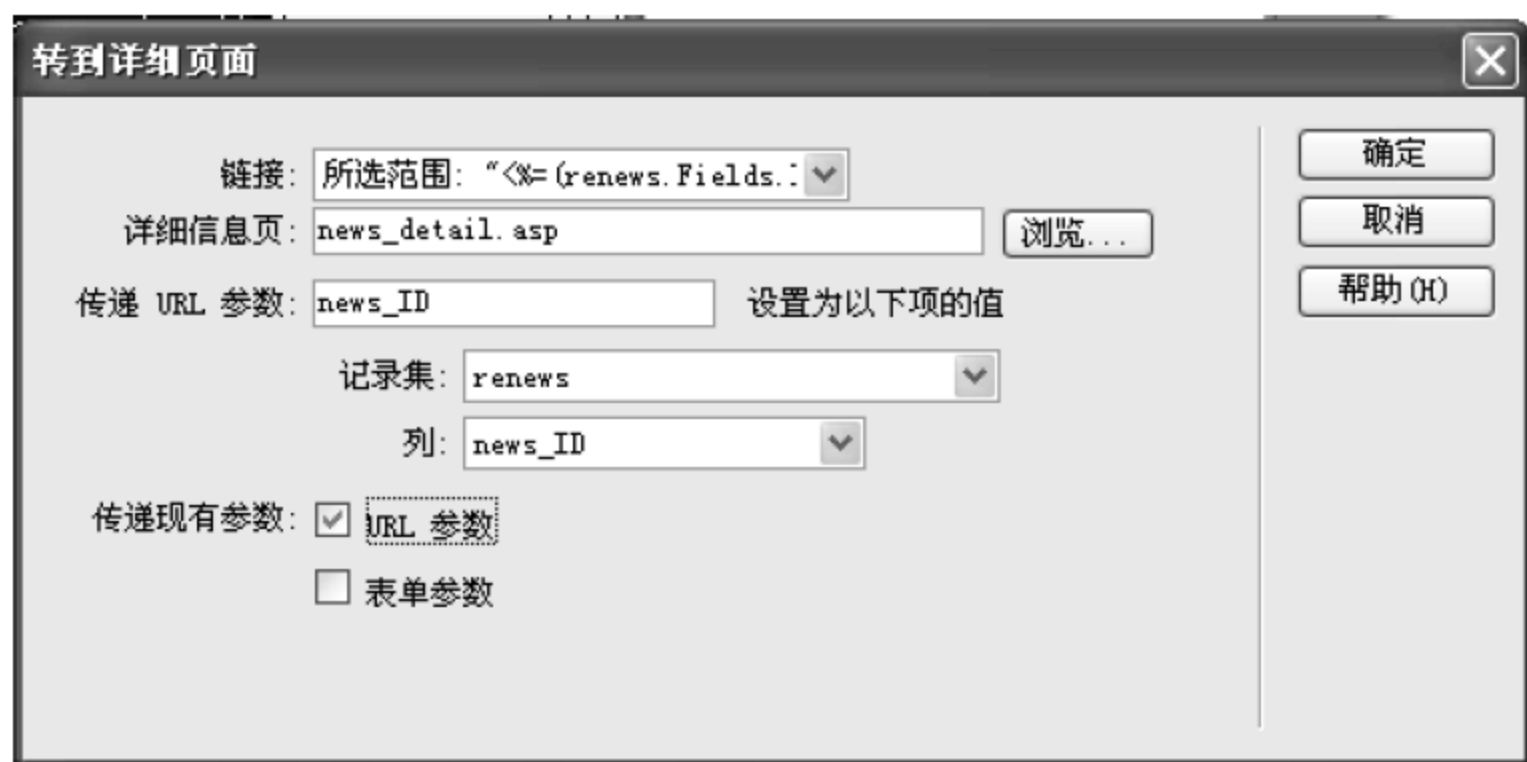 转到详细页面
链接: 所选范围: “<%=(renews.Fields.
确定
详细信息页: news_detail.asp 浏览...
取消
传递 URL 参数: news_ID 设置为以下项的值
帮助(H)
记录集: renews
列: news_ID
传递现有参数: URL 参数
表单参数